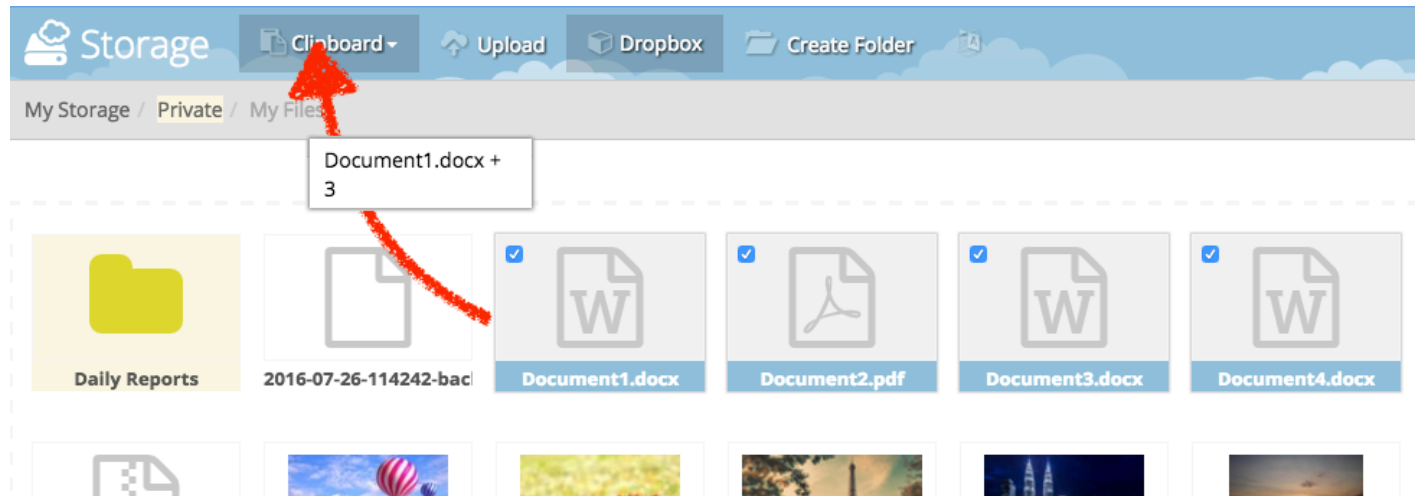 Storage Clipboard Upload Dropbox Create Folder
My Storage / Private / My Files
Document1.docx +
3
W W W
Daily Reports 2016-07-26-114242-bac Document1.docx Document2.pdf Document3.docx Document4.docx